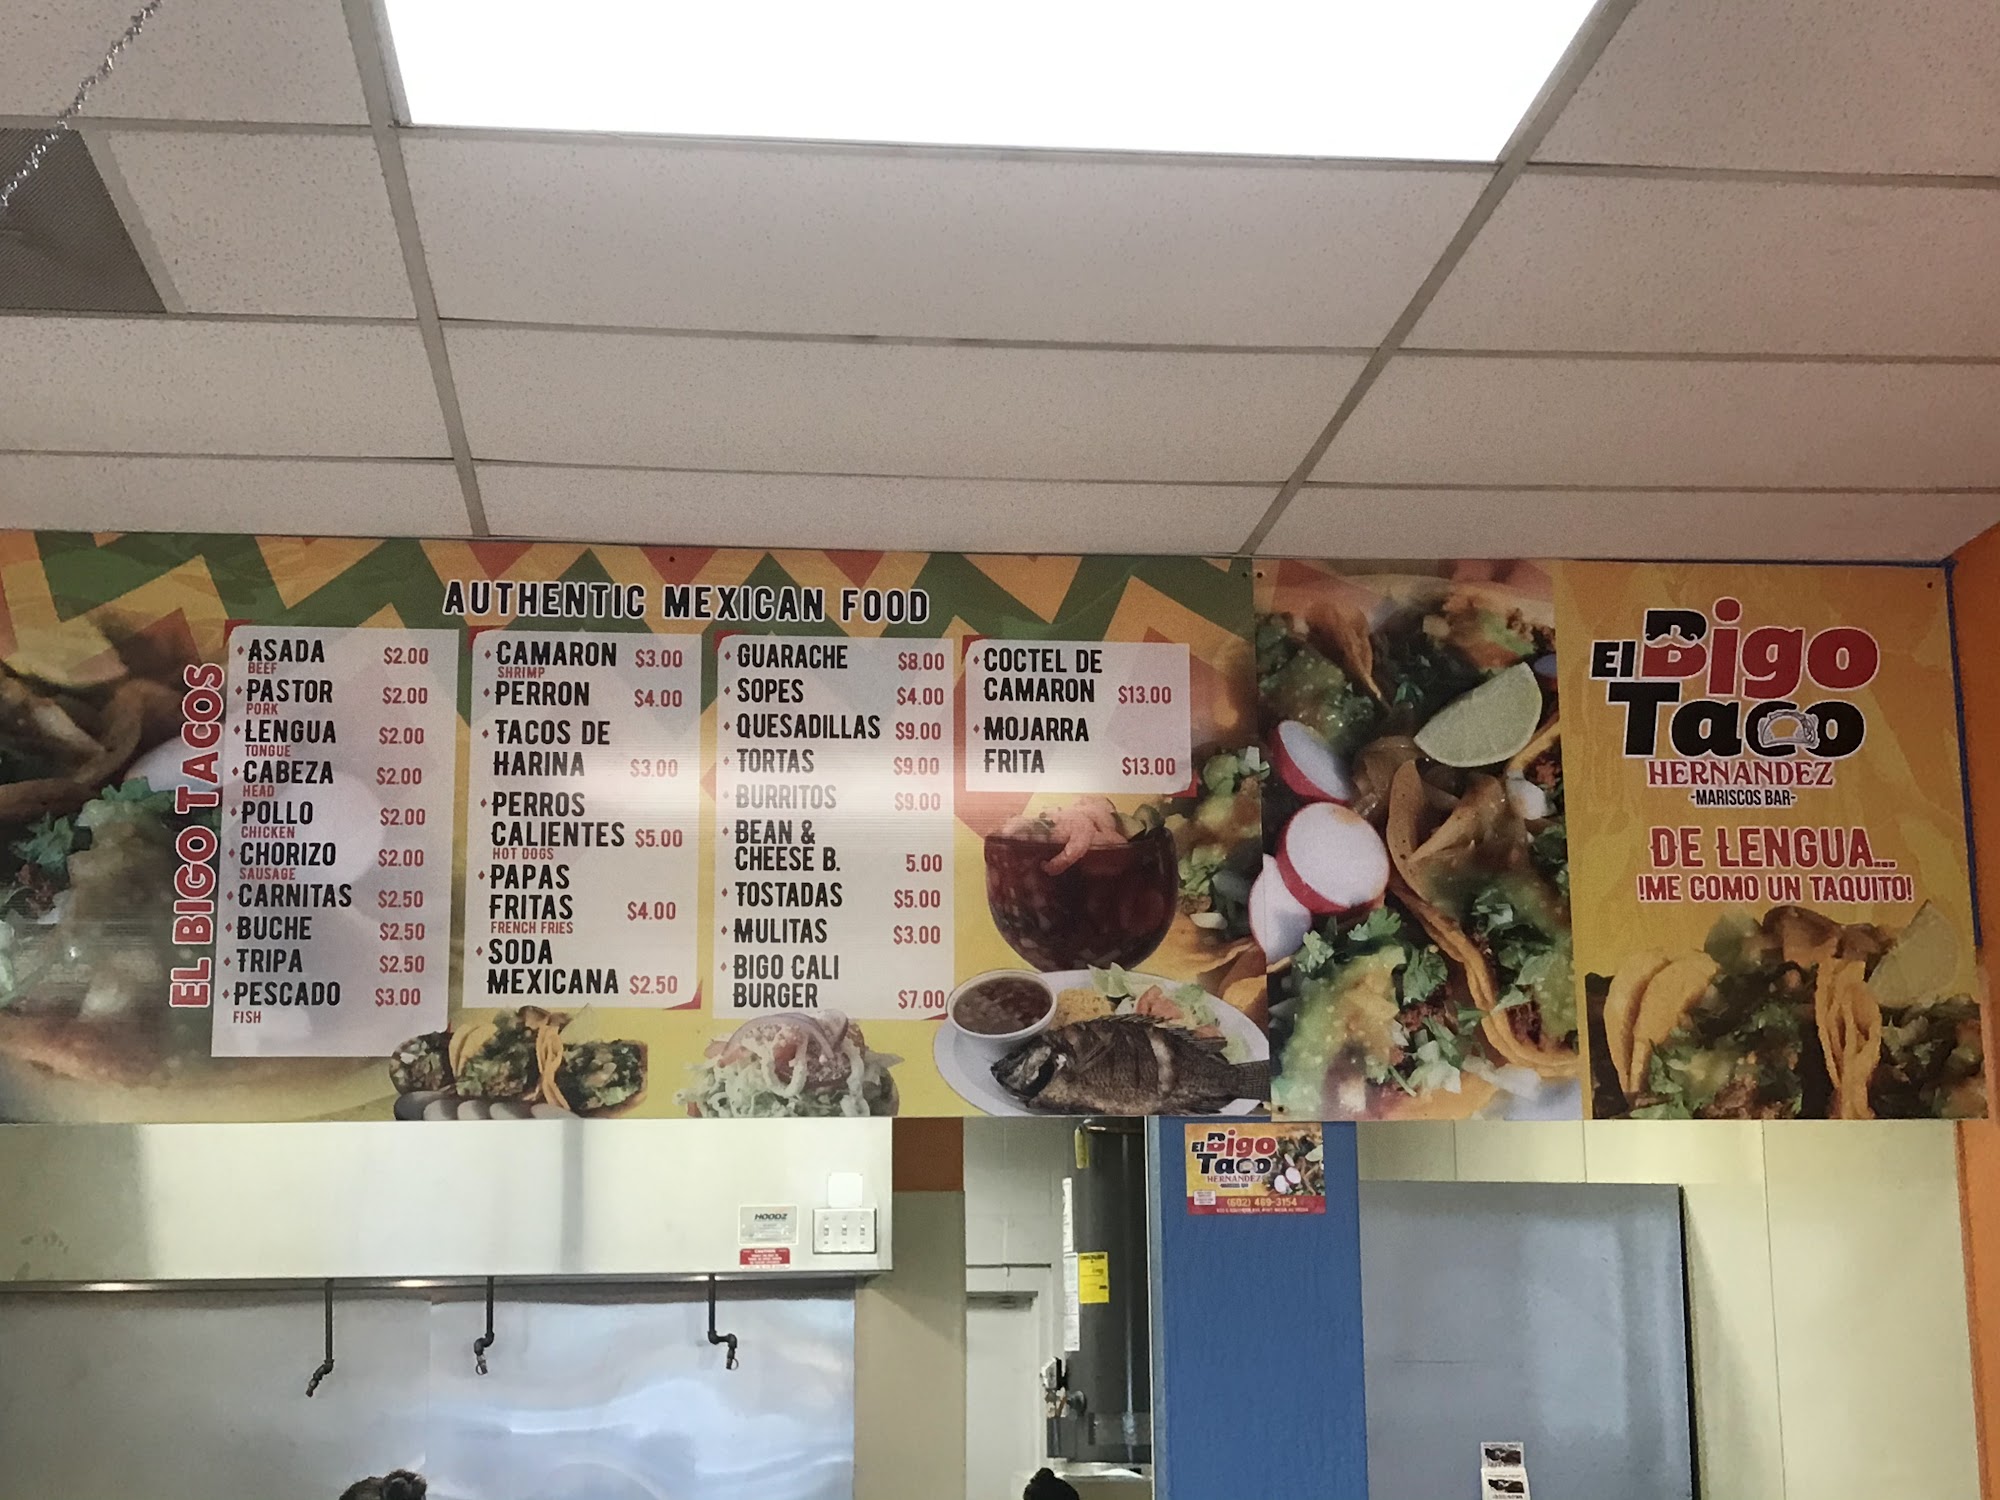 AUTHENTIC MEXICAN FOOD
EL BIGO TACOS
ASADA $2.00
BEEF
PASTOR $2.00
PORK
LENGUA $2.00
TONGUE
CABEZA $2.00
HEAD
POLLO $2.00
CHICKEN
CHORIZO $2.00
SAUSAGE
CARNITAS $2.50
BUCHE $2.50
TRIPA $2.50
PESCADO $3.00
FISH
CAMARON $3.00
SHRIMP
PERRON $4.00
TACOS DE
HARINA $3.00
PERROS
CALIENTES $5.00
HOT DOGS
PAPAS
FRITAS $4.00
FRENCH FRIES
SODA
MEXICANA $2.50
GUARACHE $8.00
SOPES $4.00
QUESADILLAS $9.00
TORTAS $9.00
BURRITOS $9.00
BEAN &
CHEESE B. 5.00
TOSTADAS $5.00
MULITAS $3.00
BIGO CALI
BURGER $7.00
COCTEL DE
CAMARON $13.00
MOJARRA
FRITA $13.00
El Bigo
Taco
HERNANDEZ
-MARISCOS BAR-
DE LENGUA...
!ME COMO UN TAQUITO!
El Bigo
Taco
HERNANDEZ
(602) 469-3154
HOODZ
CAUTION